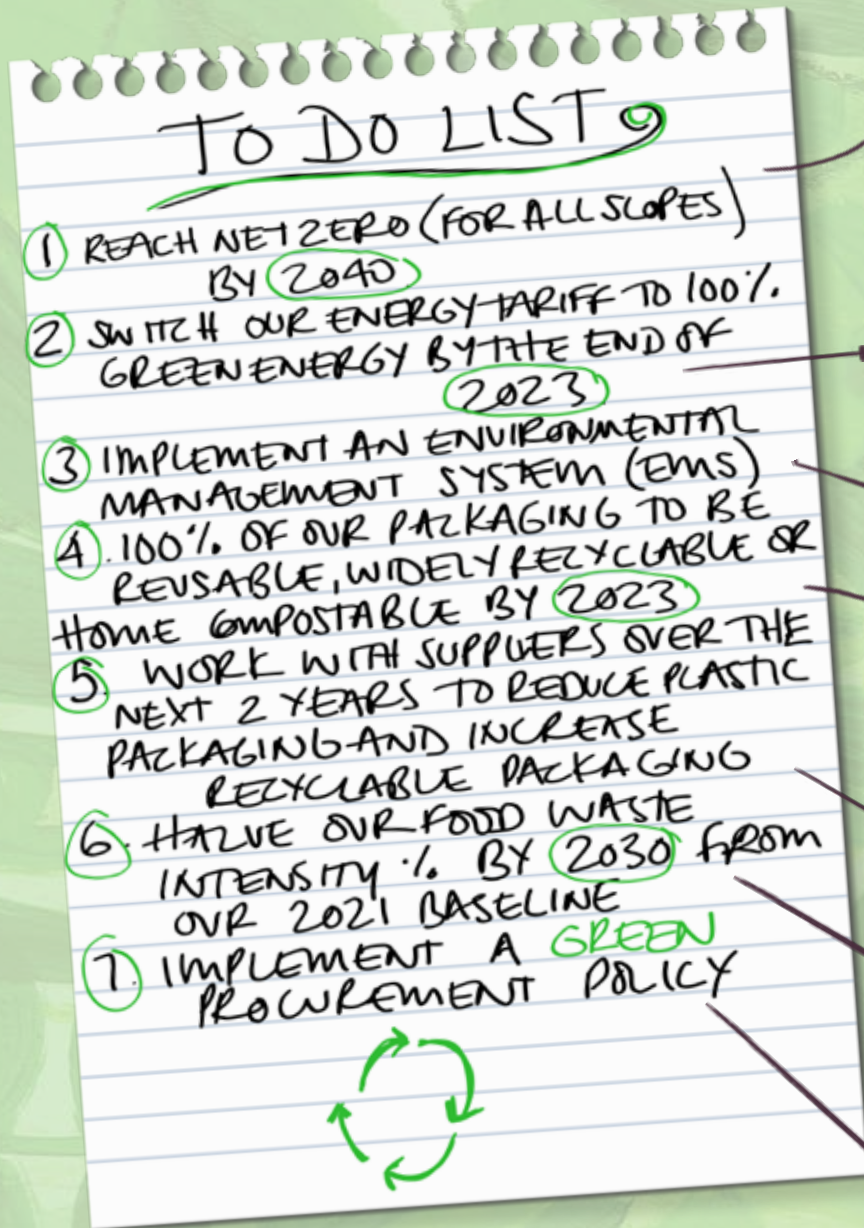 TO DO LIST
1 REACH NET ZERO (FOR ALL SCOPES)
BY 2040
2 SWITCH OUR ENERGY TARIFF TO 100%
GREEN ENERGY BY THE END OF
2023
3 IMPLEMENT AN ENVIRONMENTAL
MANAGEMENT SYSTEM (EMS)
4. 100% OF OUR PACKAGING TO BE
REUSABLE, WIDELY RECYCLABLE OR
HOME COMPOSTABLE BY 2023
5. WORK WITH SUPPLIERS OVER THE
NEXT 2 YEARS TO REDUCE PLASTIC
PACKAGING AND INCREASE
RECYCLABLE PACKAGING
6. HALVE OUR FOOD WASTE
INTENSITY % BY 2030 FROM
OUR 2021 BASELINE
7. IMPLEMENT A GREEN
PROCUREMENT POLICY